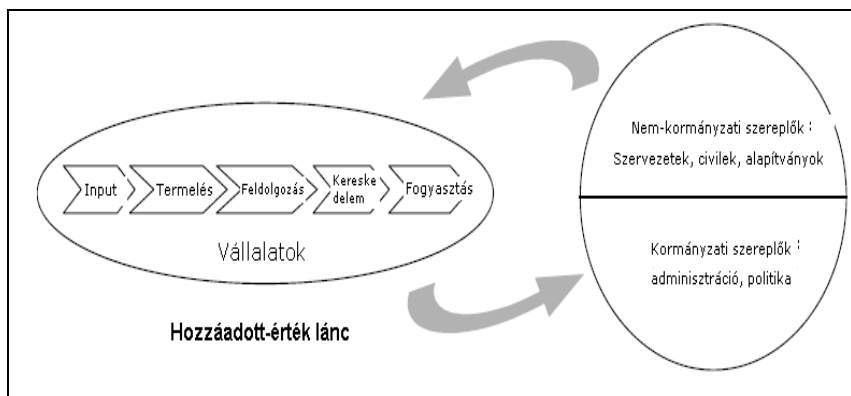 Nem-kormányzati szereplők :
Szervezetek, civilek, alapítványok
Input
Termelés
Feldolgozás
Kereske
delem
Fogyasztás
Vállalatok
Kormányzati szereplők :
adminisztráció, politika
Hozzáadott-érték lánc